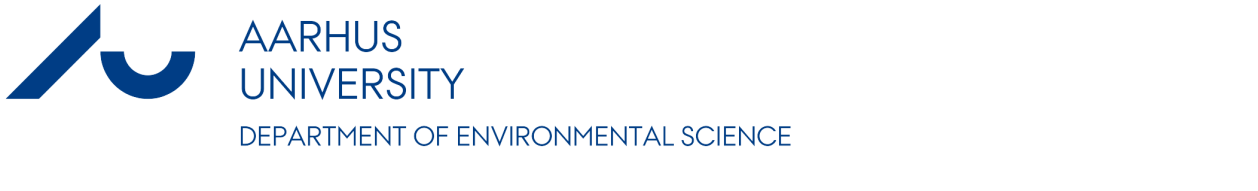 AARHUS
UNIVERSITY
DEPARTMENT OF ENVIRONMENTAL SCIENCE